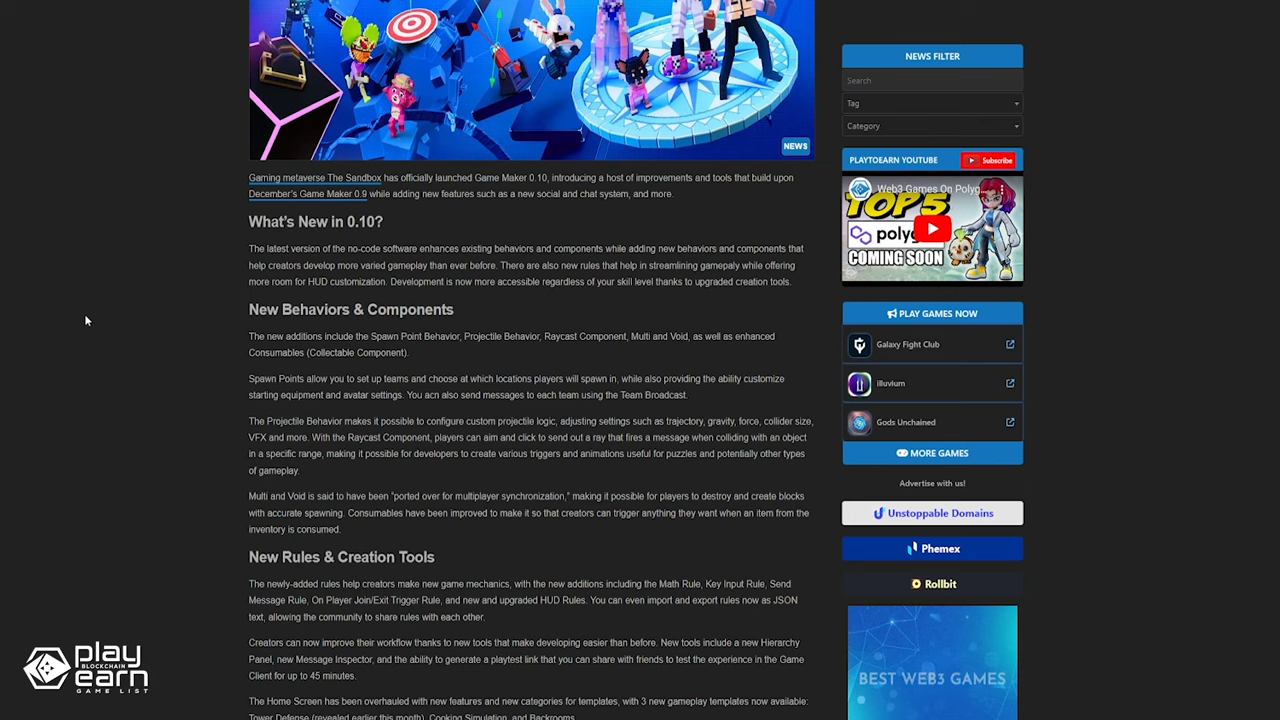 NEWS
Gaming metaverse The Sandbox has officially launched Game Maker 0.10, introducing a host of improvements and tools that build upon
December's Game Maker 0.9 while adding new features such as a new social and chat system, and more.
What's New in 0.10?
The latest version of the no-code software enhances existing behaviors and components while adding new behaviors and components that
help creators develop more varied gameplay than ever before. There are also new rules that help in streamlining gamepaly while offering
more room for HUD customization. Development is now more accessible regardless of your skill level thanks to upgraded creation tools.
New Behaviors & Components
The new additions include the Spawn Point Behavior, Projectile Behavior, Raycast Component, Multi and Void, as well as enhanced
Consumables (Collectable Component).
Spawn Points allow you to set up teams and choose at which locations players will spawn in, while also providing the ability customize
starting equipment and avatar settings. You acn also send messages to each team using the Team Broadcast.
The Projectile Behavior makes it possible to configure custom projectile logic, adjusting settings such as trajectory, gravity, force, collider size,
VFX and more. With the Raycast Component, players can aim and click to send out a ray that fires a message when colliding with an object
in a specific range, making it possible for developers to create various triggers and animations useful for puzzles and potentially other types
of gameplay.
Multi and Void is said to have been "ported over for multiplayer synchronization," making it possible for players to destroy and create blocks
with accurate spawning. Consumables have been improved to make it so that creators can trigger anything they want when an item from the
inventory is consumed.
New Rules & Creation Tools
The newly-added rules help creators make new game mechanics, with the new additions including the Math Rule, Key Input Rule, Send
Message Rule, On Player Join/Exit Trigger Rule, and new and upgraded HUD Rules. You can even import and export rules now as JSON
text, allowing the community to share rules with each other.
Creators can now improve their workflow thanks to new tools that make developing easier than before. New tools include a new Hierarchy
Panel, new Message Inspector, and the ability to generate a playtest link that you can share with friends to test the experience in the Game
Client for up to 45 minutes.
The Home Screen has been overhauled with new features and new categories for templates, with 3 new gameplay templates now available:
Tower Defense (revealed earlier this month), Cooking Simulation, and Backrooms.
NEWS FILTER
Search
Tag
Category
PLAYTOEARN YOUTUBE
Subscribe
Web3 Games On Polyg...
TOP 5
polyg
COMING SOON
PLAY GAMES NOW
Galaxy Fight Club
Illuvium
Gods Unchained
MORE GAMES
Advertise with us!
Unstoppable Domains
Phemex
Rollbit
BEST WEB3 GAMES
play
BLOCKCHAIN
earn
GAME LIST